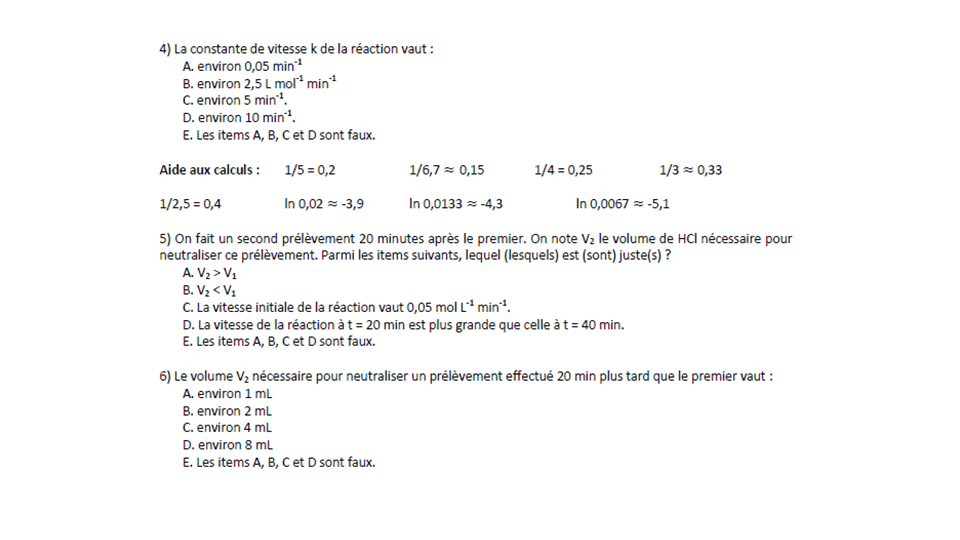 4) La constante de vitesse k de la réaction vaut :
A. environ 0,05 min⁻¹
B. environ 2,5 L mol⁻¹ min⁻¹
C. environ 5 min⁻¹.
D. environ 10 min⁻¹.
E. Les items A, B, C et D sont faux.
Aide aux calculs : 1/5 = 0,2 1/6,7 ≈ 0,15 1/4 = 0,25 1/3 ≈ 0,33
1/2,5 = 0,4 ln 0,02 ≈ -3,9 ln 0,0133 ≈ -4,3 ln 0,0067 ≈ -5,1
5) On fait un second prélèvement 20 minutes après le premier. On note V₂ le volume de HCl nécessaire pour
neutraliser ce prélèvement. Parmi les items suivants, lequel (lesquels) est (sont) juste(s) ?
A. V₂ > V₁
B. V₂ < V₁
C. La vitesse initiale de la réaction vaut 0,05 mol L⁻¹ min⁻¹.
D. La vitesse de la réaction à t = 20 min est plus grande que celle à t = 40 min.
E. Les items A, B, C et D sont faux.
6) Le volume V₂ nécessaire pour neutraliser un prélèvement effectué 20 min plus tard que le premier vaut :
A. environ 1 mL
B. environ 2 mL
C. environ 4 mL
D. environ 8 mL
E. Les items A, B, C et D sont faux.